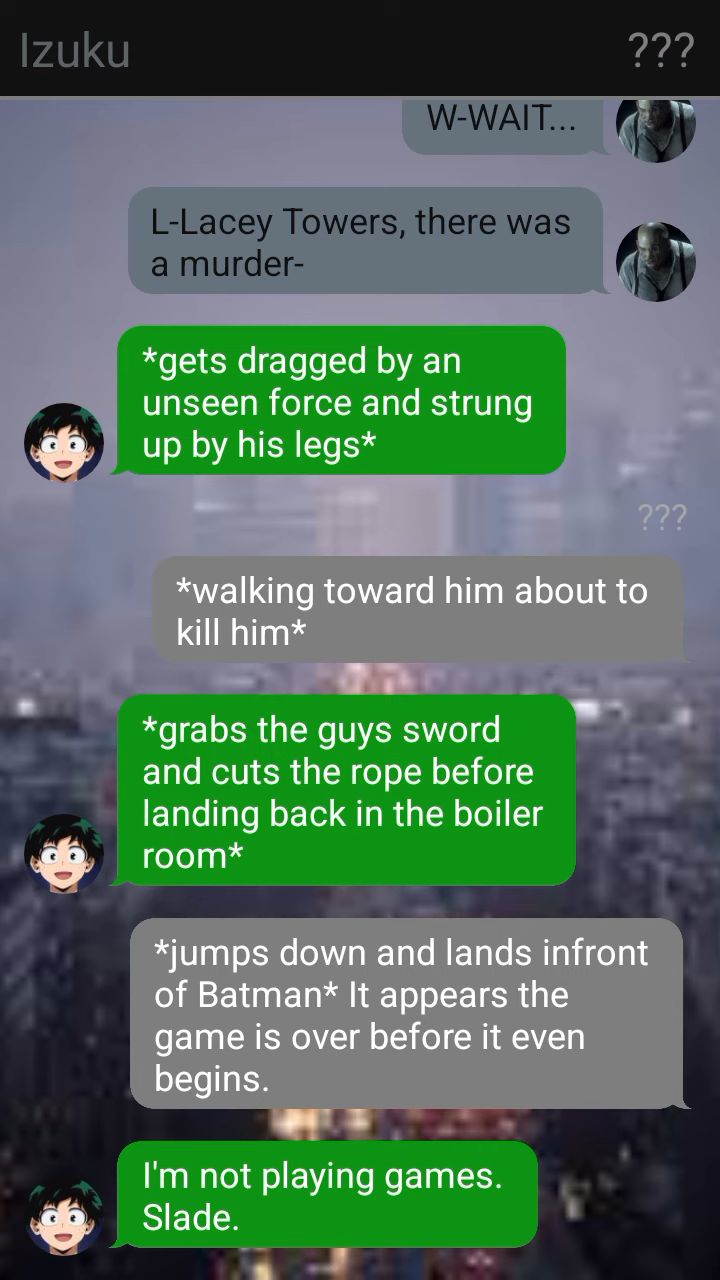 Izuku
???
W-WAIT...
L-Lacey Towers, there was
a murder-
*gets dragged by an
unseen force and strung
up by his legs*
???
*walking toward him about to
kill him*
*grabs the guys sword
and cuts the rope before
landing back in the boiler
room*
*jumps down and lands infront
of Batman* It appears the
game is over before it even
begins.
I'm not playing games.
Slade.